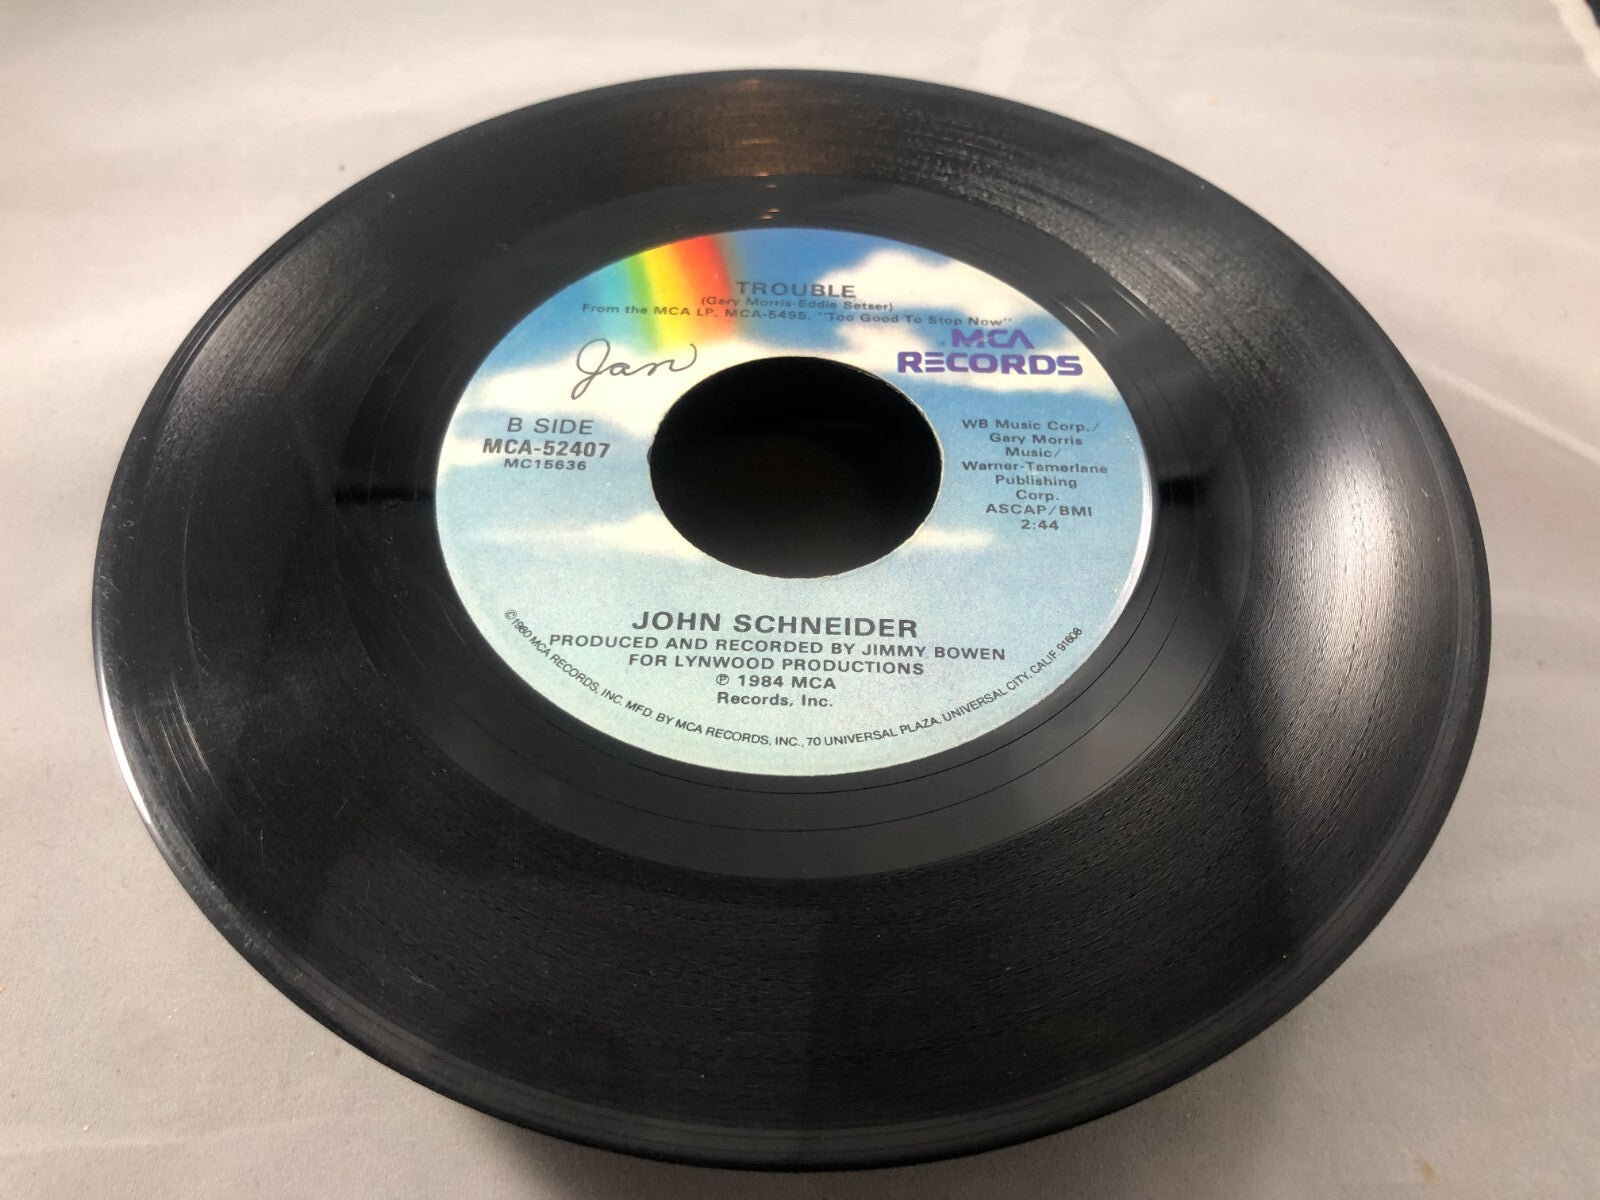 TROUBLE
(Gary Morris-Eddie Setser)
From the MCA LP, MCA-5495, "Too Good To Stop Now"
MCA
RECORDS
Jan
B SIDE
MCA-52407
MC15636
WB Music Corp./
Gary Morris
Music/
Warner-Tamerlane
Publishing
Corp.
ASCAP/BMI
2:44
JOHN SCHNEIDER
PRODUCED AND RECORDED BY JIMMY BOWEN
FOR LYNWOOD PRODUCTIONS
℗ 1984 MCA
Records, Inc.
©1980 MCA RECORDS, INC. MFD. BY MCA RECORDS, INC., 70 UNIVERSAL PLAZA, UNIVERSAL CITY, CALIF. 91608